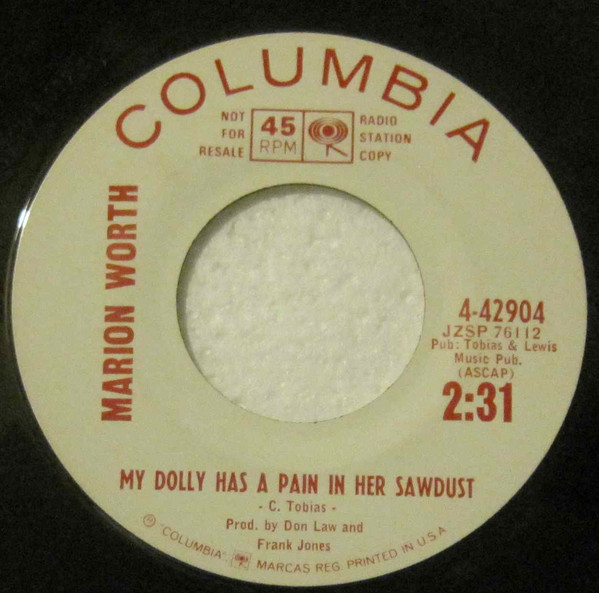 COLUMBIA
NOT
FOR
RESALE
45
RPM
RADIO
STATION
COPY
MARION WORTH
4-42904
JZSP 76112
Pub: Tobias & Lewis
Music Pub.
(ASCAP)
2:31
MY DOLLY HAS A PAIN IN HER SAWDUST
- C. Tobias -
Prod. by Don Law and
Frank Jones
® "COLUMBIA", MARCAS REG. PRINTED IN U.S.A